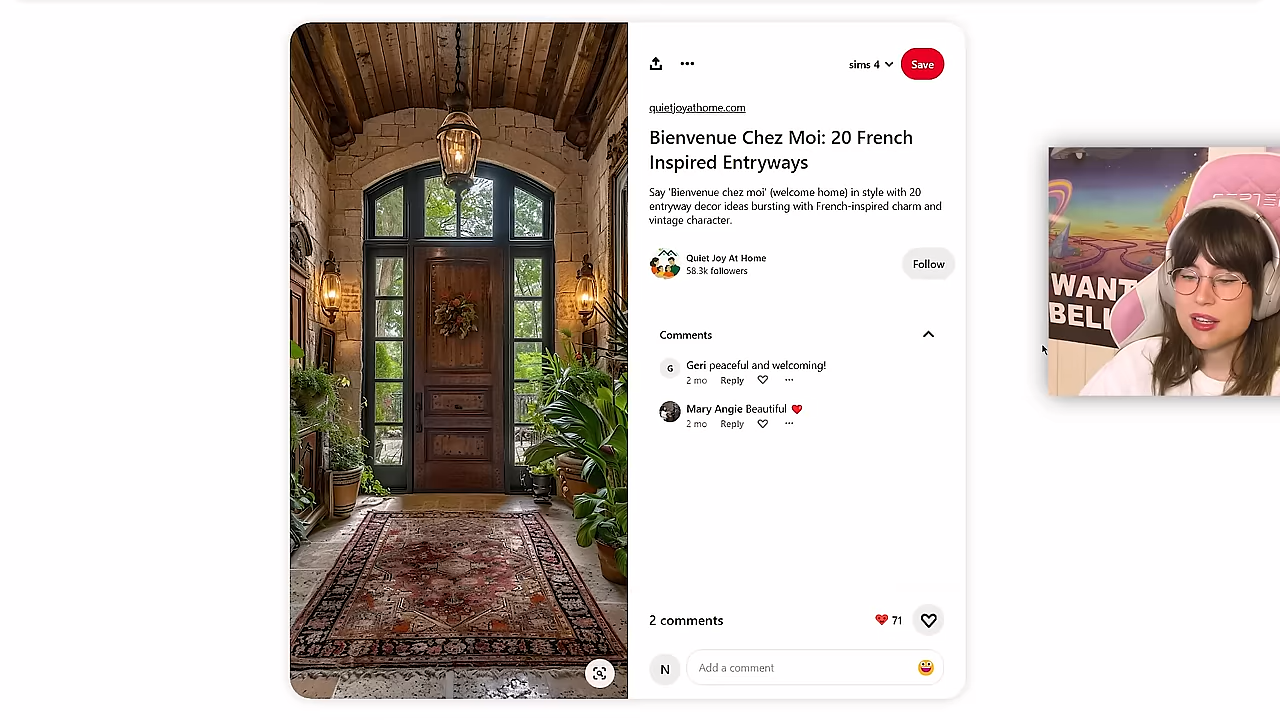 sims 4
Save
quietjoyathome.com
Bienvenue Chez Moi: 20 French
Inspired Entryways
Say 'Bienvenue chez moi' (welcome home) in style with 20
entryway decor ideas bursting with French-inspired charm and
vintage character.
Quiet Joy At Home
58.3k followers
Follow
Comments
G
Geri peaceful and welcoming!
2 mo Reply
Mary Angie Beautiful ❤️
2 mo Reply
2 comments
❤️ 71
N
Add a comment
WANT
BELL